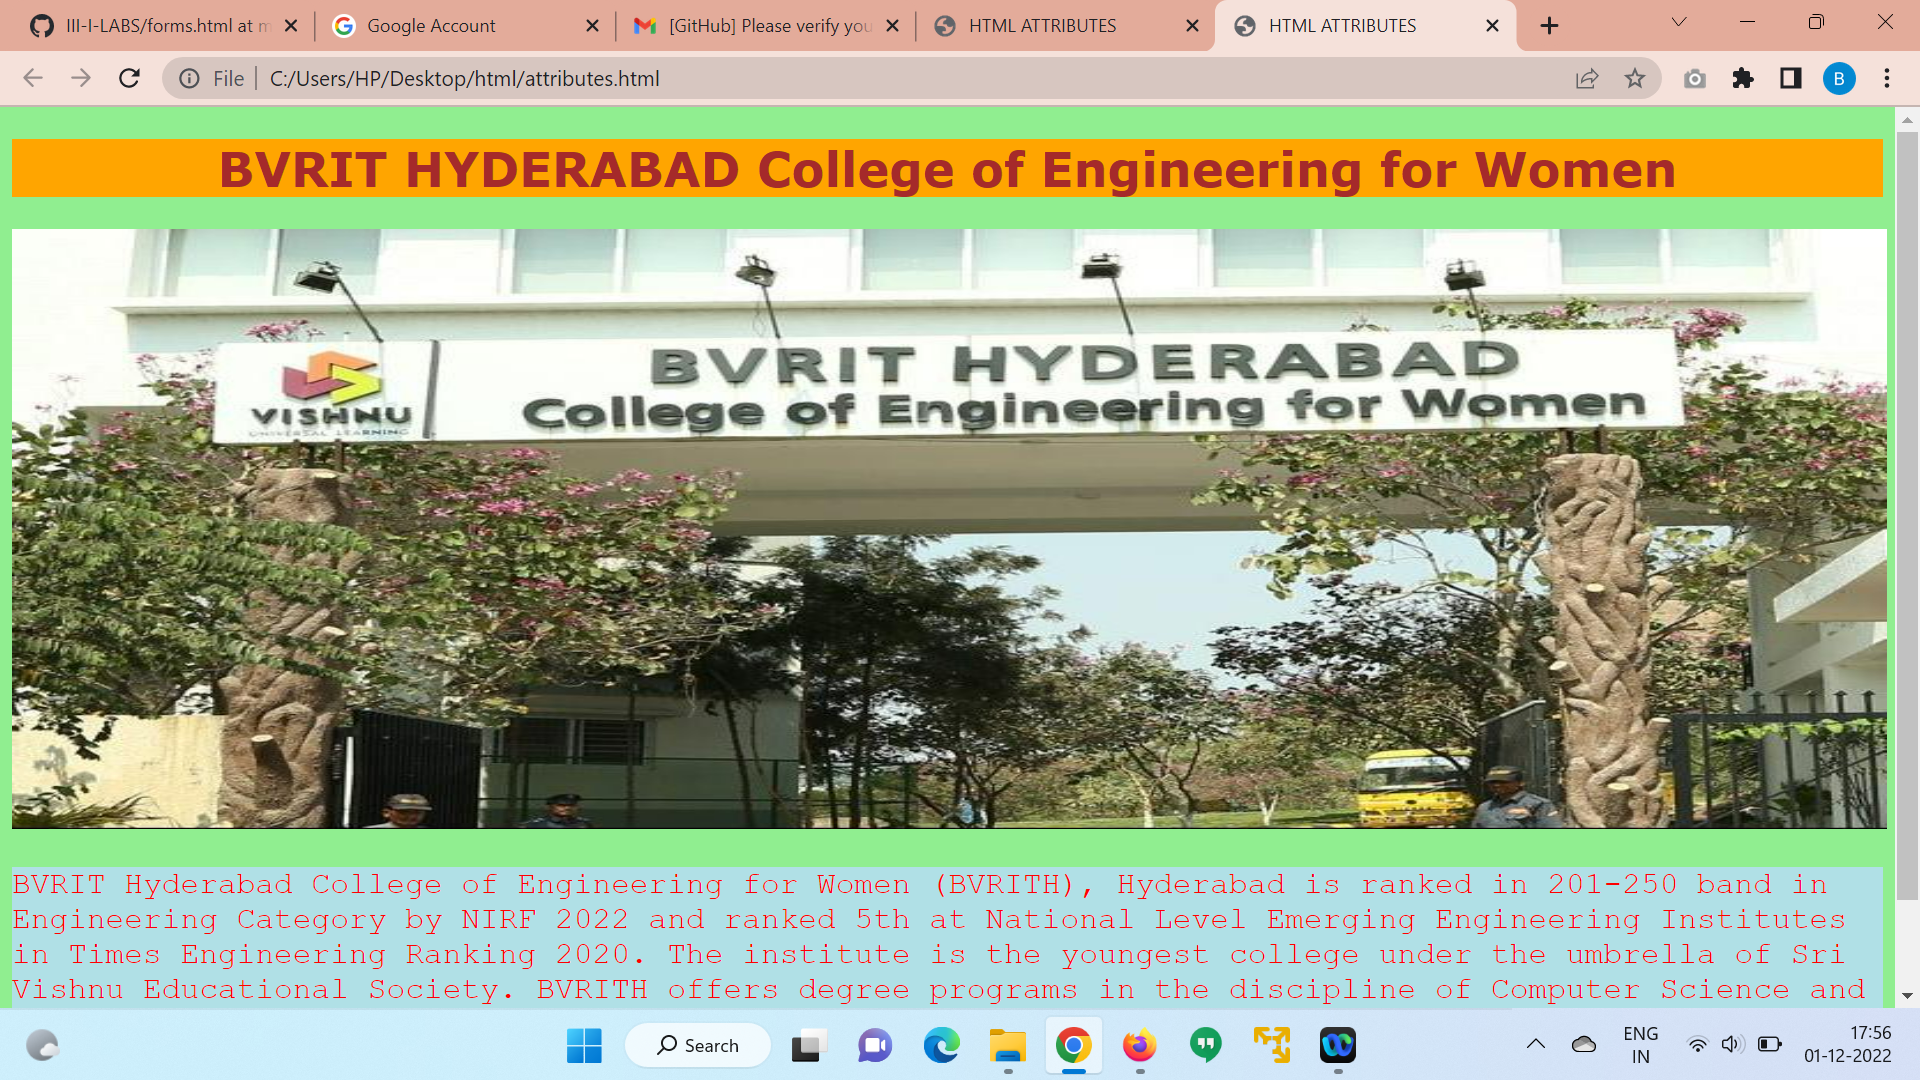 III-I-LABS/forms.html at m
Google Account
[GitHub] Please verify you
HTML ATTRIBUTES
HTML ATTRIBUTES
File
C:/Users/HP/Desktop/html/attributes.html
B
BVRIT HYDERABAD College of Engineering for Women
BVRIT HYDERABAD
College of Engineering for Women
VISHNU
UNIVERSAL LEARNING
BVRIT Hyderabad College of Engineering for Women (BVRITH), Hyderabad is ranked in 201-250 band in
Engineering Category by NIRF 2022 and ranked 5th at National Level Emerging Engineering Institutes
in Times Engineering Ranking 2020. The institute is the youngest college under the umbrella of Sri
Vishnu Educational Society. BVRITH offers degree programs in the discipline of Computer Science and
Search
ENG
IN
17:56
01-12-2022